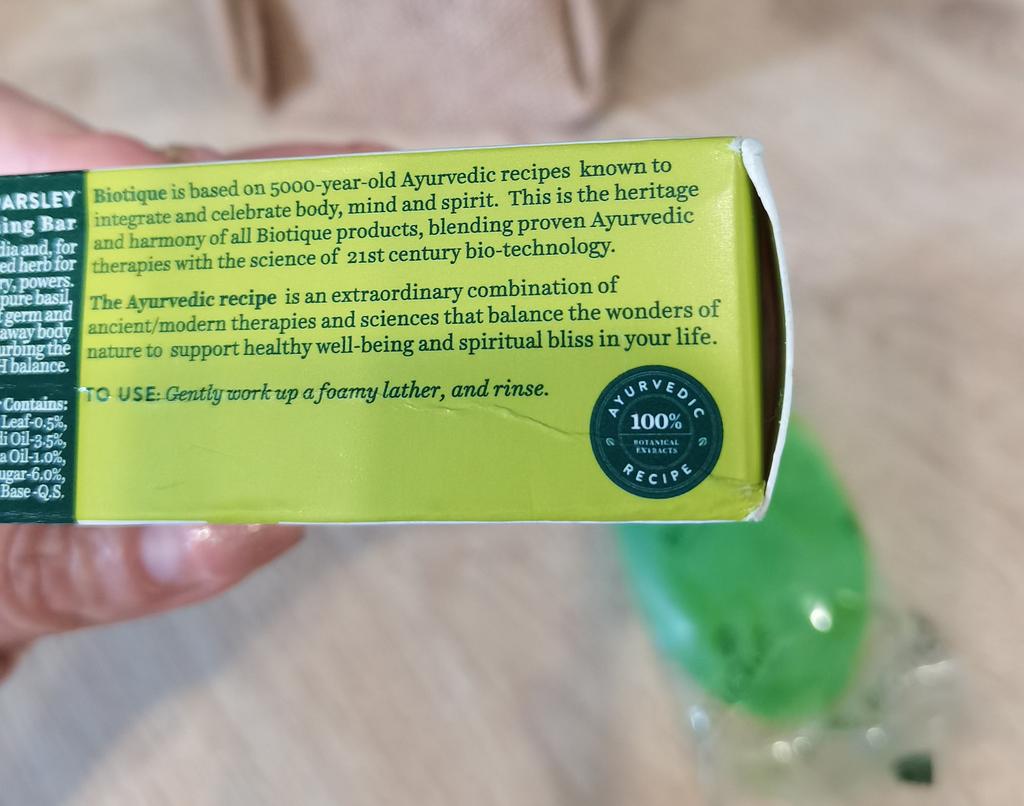 ARSLEY
ing Bar
dia and, for
ed herb for
ry, powers.
pure basil,
germ and
away body
urbing the
H balance.
Contains:
Leaf-0.5%,
di Oil-3.5%,
a Oil-1.0%,
ugar-6.0%,
Base-Q.S.
Biotique is based on 5000-year-old Ayurvedic recipes known to
integrate and celebrate body, mind and spirit. This is the heritage
and harmony of all Biotique products, blending proven Ayurvedic
therapies with the science of 21st century bio-technology.
The Ayurvedic recipe is an extraordinary combination of
ancient/modern therapies and sciences that balance the wonders of
nature to support healthy well-being and spiritual bliss in your life.
TO USE: Gently work up a foamy lather, and rinse.
AYURVEDIC
100%
BOTANICAL
EXTRACTS
RECIPE